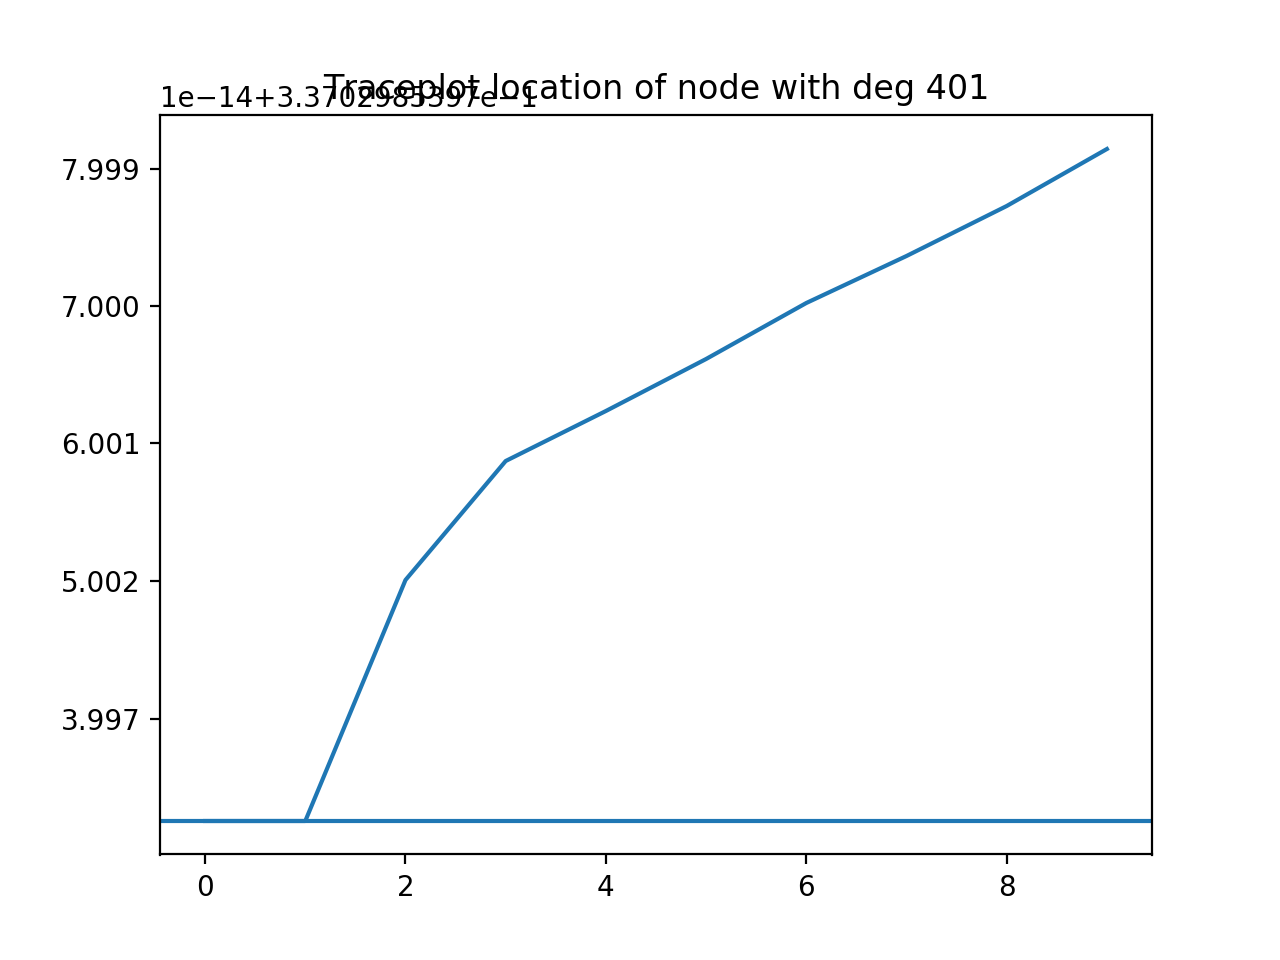 Traceplot location of node with deg 401
1e−14+3.3702985397e−1
7.999
7.000
6.001
5.002
3.997
0 2 4 6 8